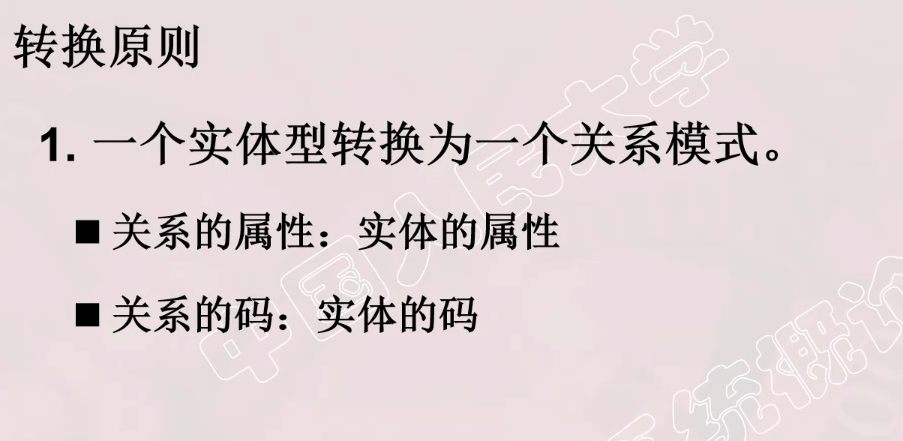 转换原则
1. 一个实体型转换为一个关系模式。
■ 关系的属性：实体的属性
■ 关系的码：实体的码
中国人民大学
系统概论